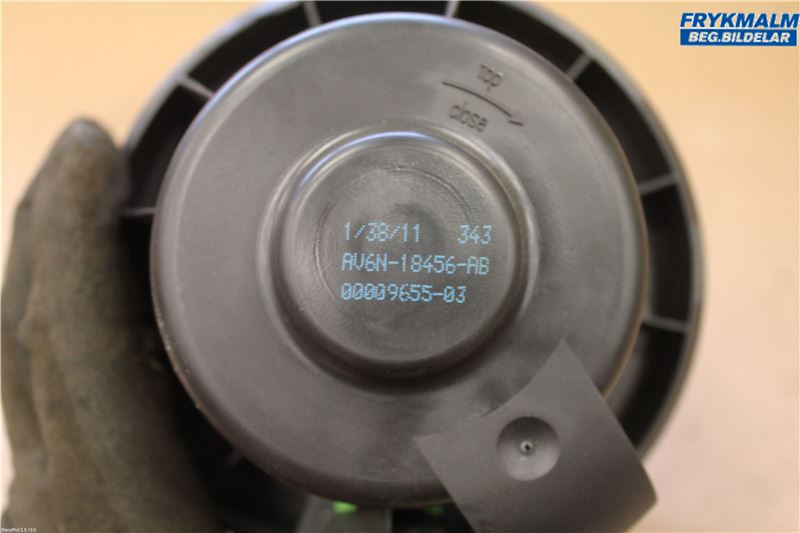 FRYKMALM
BEG.BILDELAR
top
close
1/38/11 343
AV6N-18456-AB
00009655-03